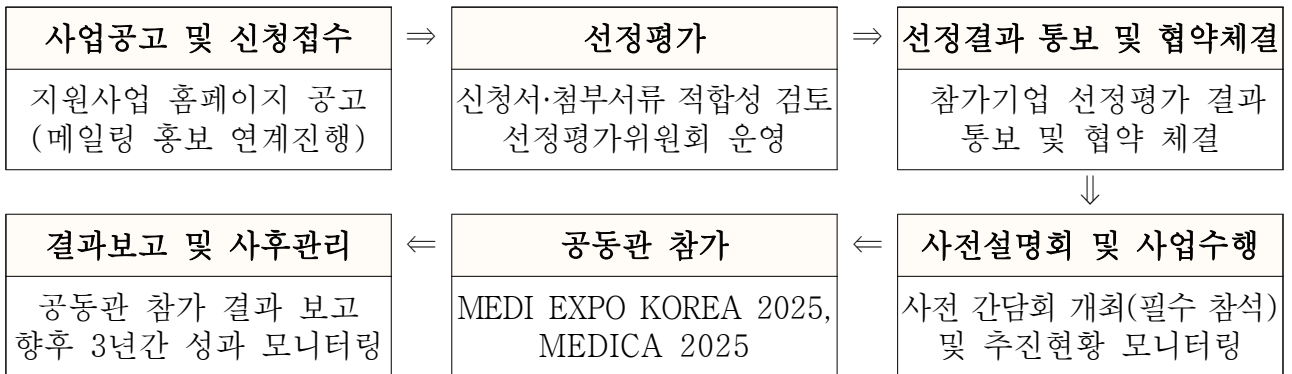 사업공고 및 신청접수
⇒
선정평가
⇒
선정결과 통보 및 협약체결
지원사업 홈페이지 공고
(메일링 홍보 연계진행)
신청서·첨부서류 적합성 검토
선정평가위원회 운영
참가기업 선정평가 결과
통보 및 협약 체결
⇓
사전설명회 및 사업수행
사전 간담회 개최(필수 참석)
및 추진현황 모니터링
⇐
공동관 참가
MEDI EXPO KOREA 2025,
MEDICA 2025
⇐
결과보고 및 사후관리
공동관 참가 결과 보고
향후 3년간 성과 모니터링